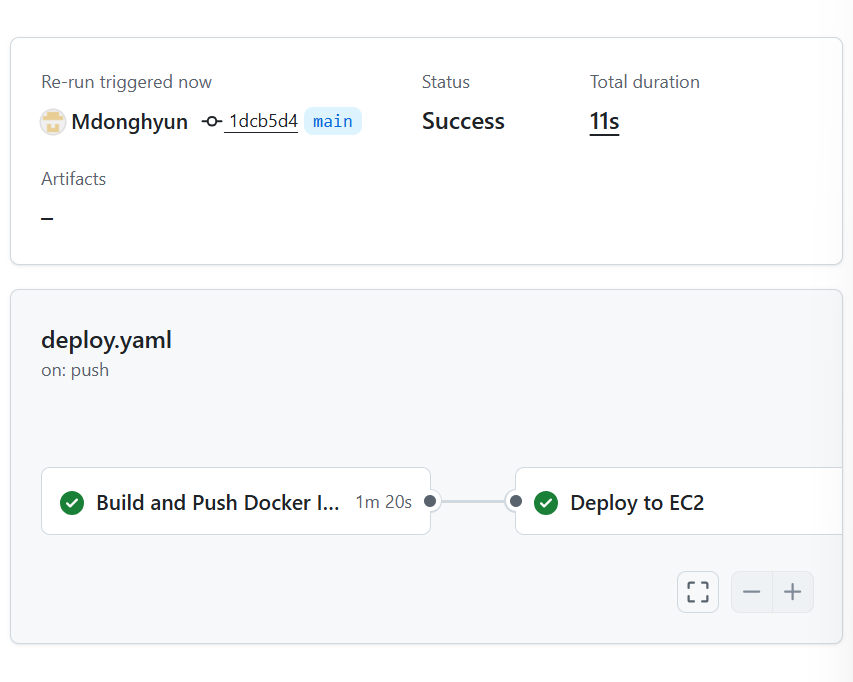 Re-run triggered now
Status
Total duration
Mdonghyun 1dcb5d4 main
Success
11s
Artifacts
–
deploy.yaml
on: push
Build and Push Docker I... 1m 20s
Deploy to EC2